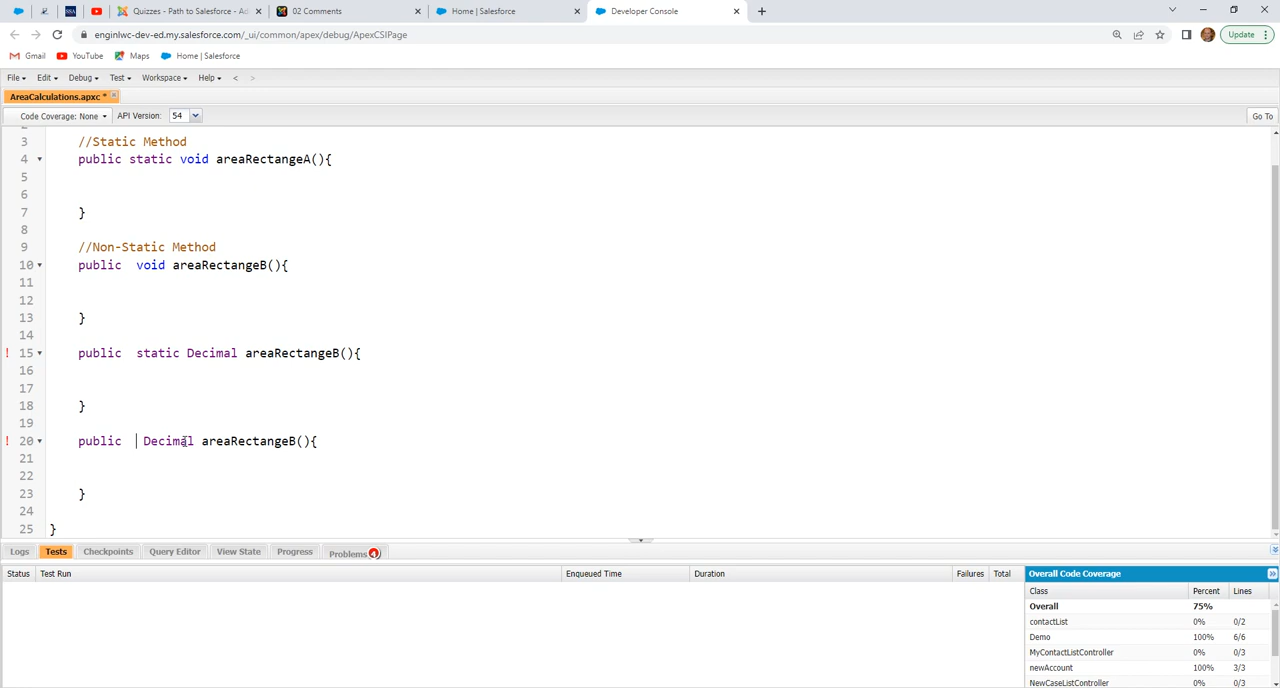 Quizzes - Path to Salesforce - Ad
02 Comments
Home | Salesforce
Developer Console
enginlwc-dev-ed.my.salesforce.com/_ui/common/apex/debug/ApexCSIPage
Update
Gmail YouTube Maps Home | Salesforce
File Edit Debug Test Workspace Help < >
AreaCalculations.apxc *
Code Coverage: None API Version: 54 Go To
3 //Static Method
4 public static void areaRectangeA(){
5
6
7 }
8
9 //Non-Static Method
10 public void areaRectangeB(){
11
12
13 }
14
! 15 public static Decimal areaRectangeB(){
16
17
18 }
19
! 20 public Decimal areaRectangeB(){
21
22
23 }
24
25 }
Logs Tests Checkpoints Query Editor View State Progress Problems 4
Status Test Run Enqueued Time Duration Failures Total Overall Code Coverage
Class Percent Lines
Overall 75%
contactList 0% 0/2
Demo 100% 6/6
MyContactListController 0% 0/3
newAccount 100% 3/3
NewCaseListController 0% 0/3